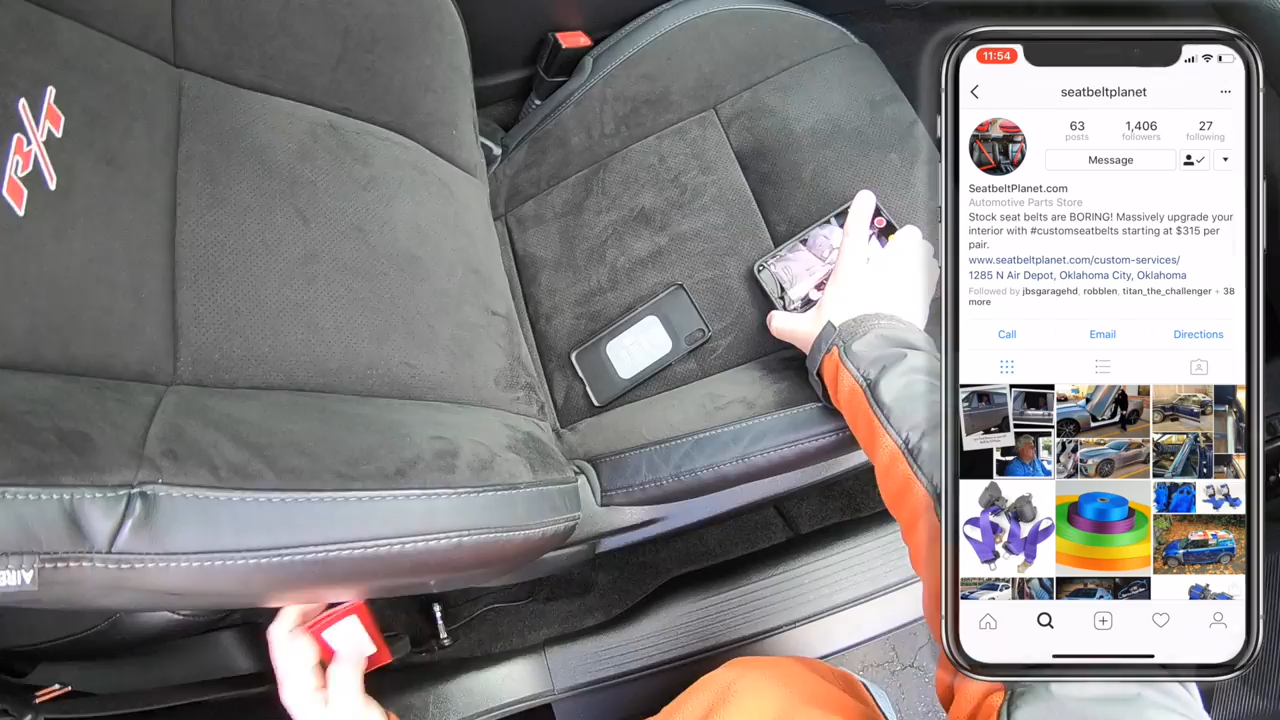 R/T
AIRB
11:54
seatbeltplanet
63
posts
1,406
followers
27
following
Message
SeatbeltPlanet.com
Automotive Parts Store
Stock seat belts are BORING! Massively upgrade your
interior with #customseatbelts starting at $315 per
pair.
www.seatbeltplanet.com/custom-services/
1285 N Air Depot, Oklahoma City, Oklahoma
Followed by jbsgaragehd, robblen, titan_the_challenger + 38
more
Call
Email
Directions